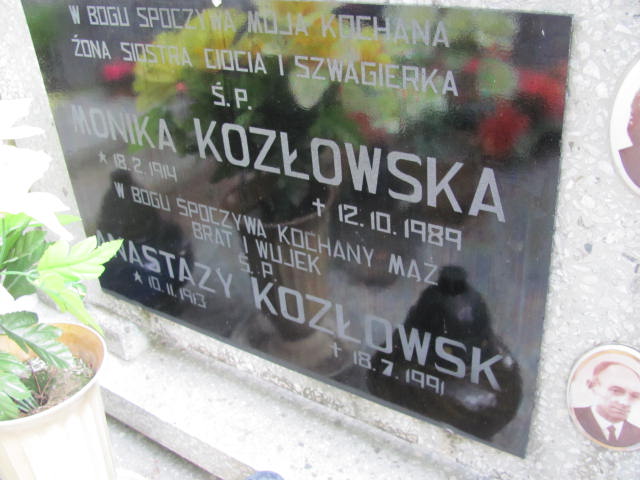 W BOGU SPOCZYWA MOJA KOCHANA
ŻONA SIOSTRA CIOCIA I SZWAGIERKA
Ś.P.
MONIKA KOZŁOWSKA
* 18.2.1914
✝ 12.10.1989
W BOGU SPOCZYWA KOCHANY MĄŻ
BRAT I WUJEK
Ś.P.
ANASTAZY KOZŁOWSKI
* 10.11.1913
✝ 18.7.1991